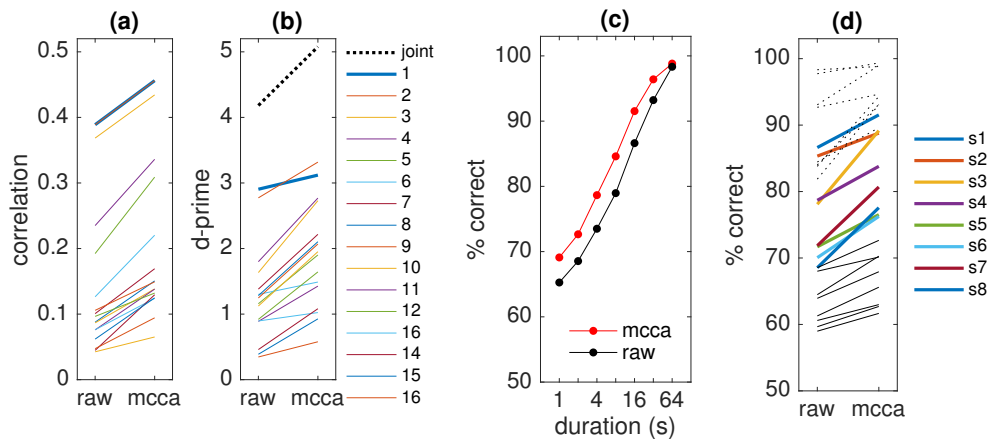 (a)
correlation
0.5
0.4
0.3
0.2
0.1
0
raw
mcca
(b)
d-prime
5
4
3
2
1
0
raw
mcca
joint
1
2
3
4
5
6
7
8
9
10
11
12
16
14
15
16
(c)
% correct
100
90
80
70
60
50
mcca
raw
1
4
16
64
duration (s)
(d)
% correct
100
90
80
70
60
50
raw
mcca
s1
s2
s3
s4
s5
s6
s7
s8